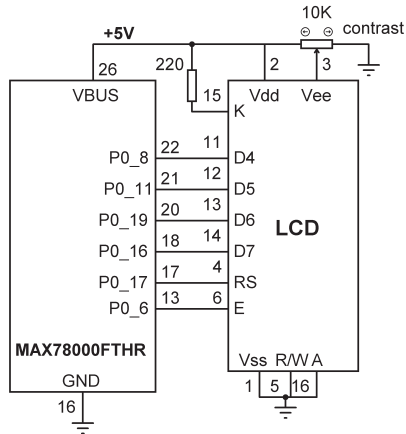 10K
contrast
+5V
26
220
2
3
VBUS
15
Vdd
Vee
K
P0_8
22
11
D4
P0_11
21
12
D5
P0_19
20
13
D6
LCD
P0_16
18
14
D7
P0_17
17
4
RS
P0_6
13
6
E
MAX78000FTHR
Vss R/W A
GND
1
5
16
16